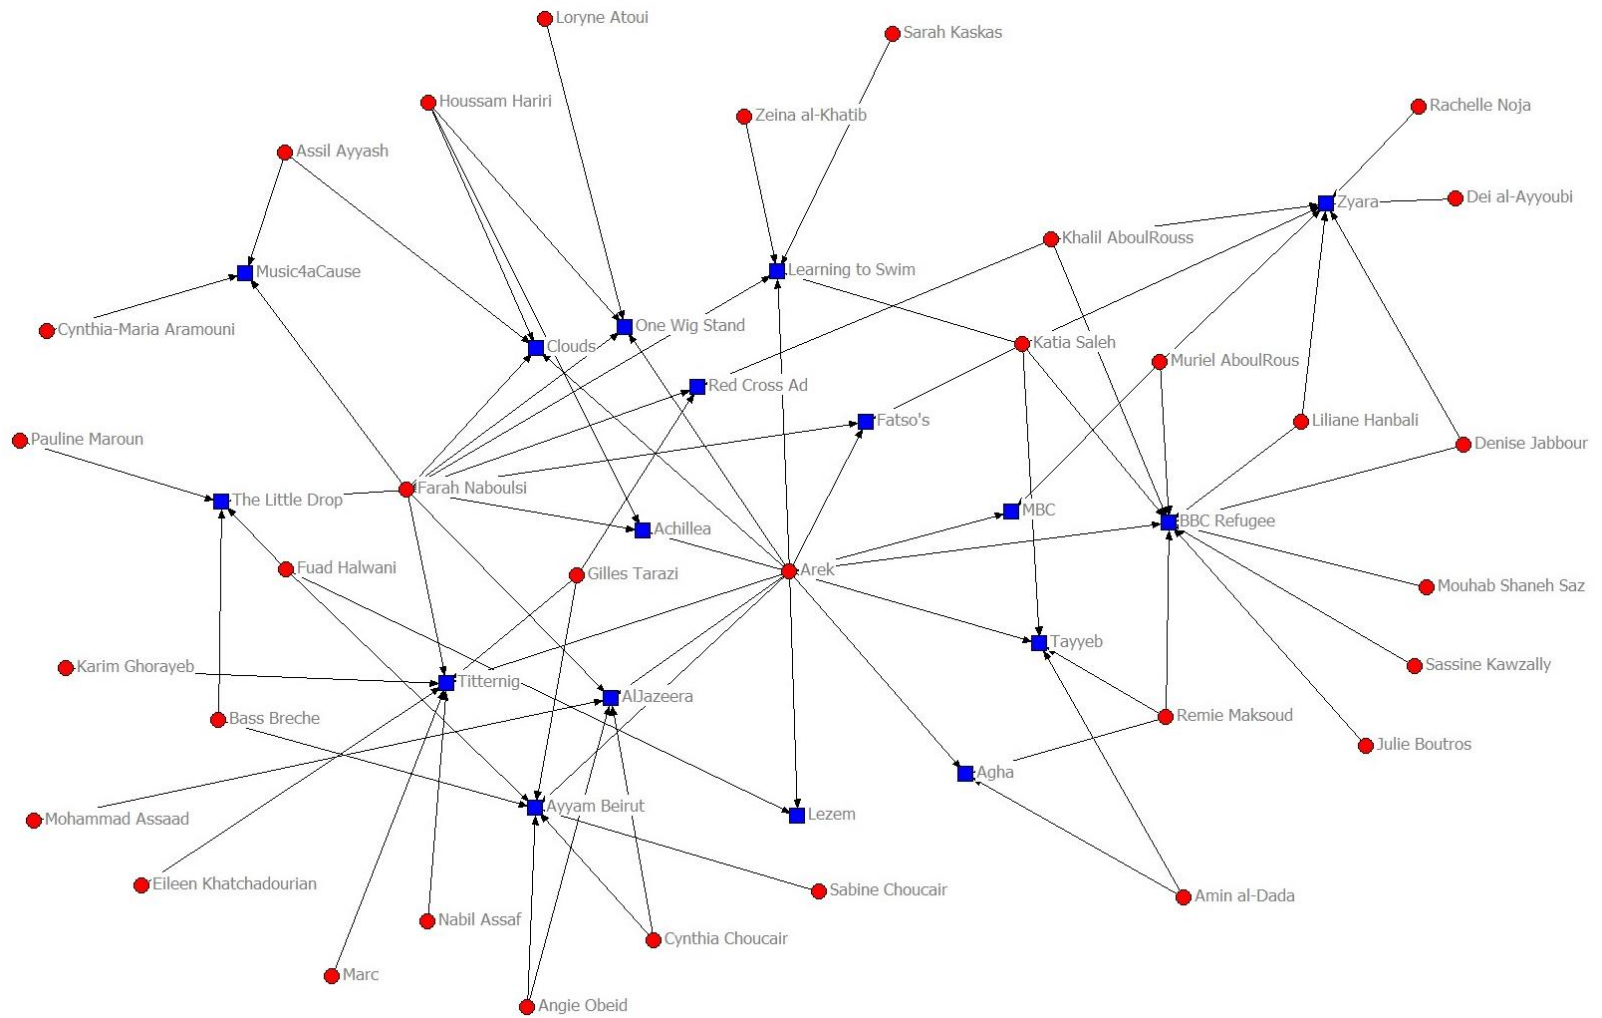 Loryne Atoui
Sarah Kaskas
Houssam Hariri
Zeina al-Khatib
Rachelle Noja
Assil Ayyash
Zyara
Dei al-Ayyoubi
Khalil AboulRouss
Music4aCause
Learning to Swim
Cynthia-Maria Aramouni
One Wig Stand
Clouds
Katia Saleh
Muriel AboulRous
Red Cross Ad
Fatso's
Liliane Hanbali
Pauline Maroun
Denise Jabbour
Farah Naboulsi
The Little Drop
MBC
BBC Refugee
Achillea
Fuad Halwani
Gilles Tarazi
Arek
Mouhab Shaneh Saz
Tayyeb
Karim Ghorayeb
Sassine Kawzally
Titternig
AlJazeera
Bass Breche
Remie Maksoud
Julie Boutros
Agha
Ayyam Beirut
Lezem
Mohammad Assaad
Eileen Khatchadourian
Sabine Choucair
Amin al-Dada
Nabil Assaf
Cynthia Choucair
Marc
Angie Obeid